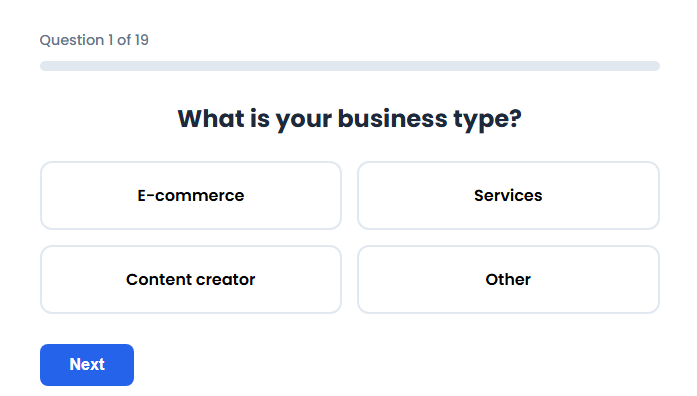 Question 1 of 19
What is your business type?
E-commerce
Services
Content creator
Other
Next